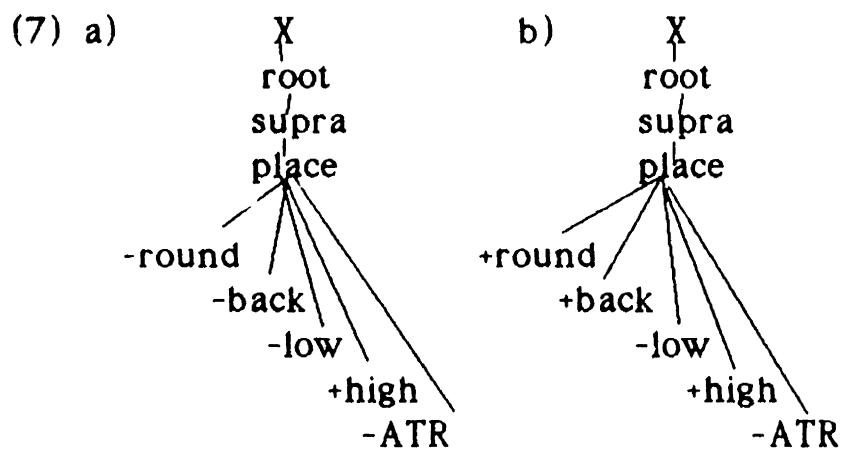 (7) a) X b) X
root root
supra supra
place place
-round +round
-back +back
-low -low
+high +high
-ATR -ATR